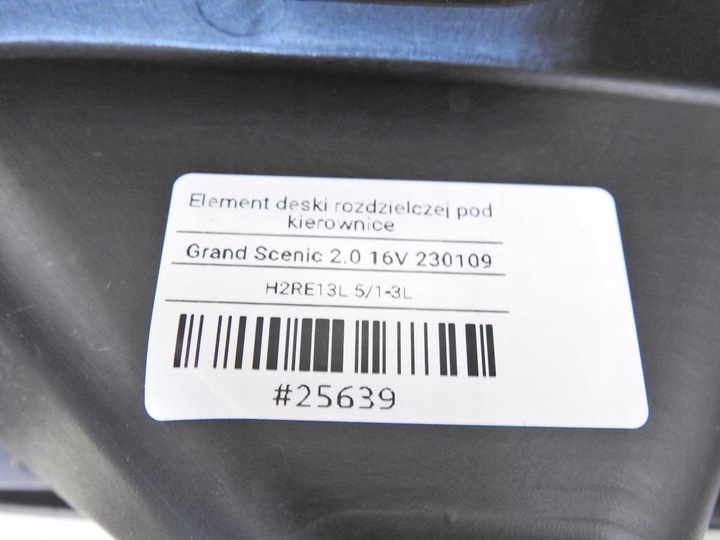 Element deski rozdzielczej pod
kierownice
Grand Scenic 2.0 16V 230109
H2RE13L 5/1-3L
#25639